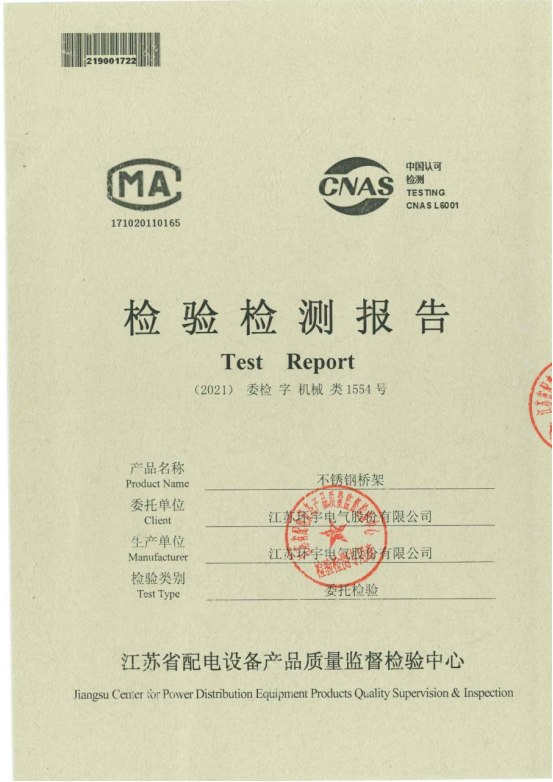 219001722
MA
171020110165
CNAS
中国认可
检测
TESTING
CNAS L6001
检验检测报告
Test Report
（2021） 委检 字 机械 类 1554 号
产品名称
Product Name
不锈钢桥架
委托单位
Client
江苏环宇电气股份有限公司
生产单位
Manufacturer
江苏环宇电气股份有限公司
检验类别
Test Type
委托检验
江苏省配电设备产品质量监督检验中心
Jiangsu Center for Power Distribution Equipment Products Quality Supervision & Inspection